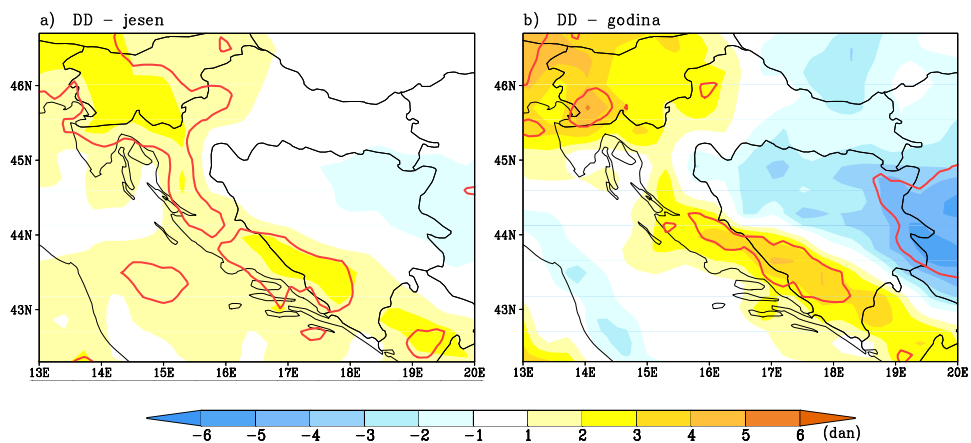 a) DD – jesen
b) DD – godina
46N
45N
44N
43N
13E 14E 15E 16E 17E 18E 19E 20E
46N
45N
44N
43N
13E 14E 15E 16E 17E 18E 19E 20E
−6 −5 −4 −3 −2 −1 1 2 3 4 5 6 (dan)